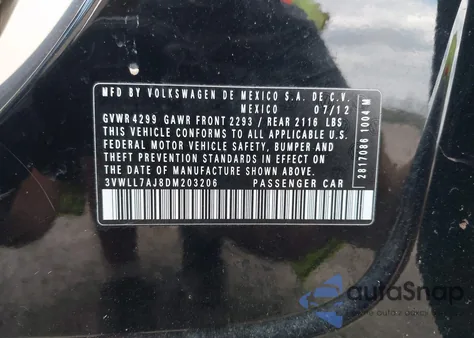 MFD BY VOLKSWAGEN DE MEXICO S.A. DE C.V.
MEXICO 07/12
GVWR 4299 GAWR FRONT 2293 / REAR 2116 LBS
THIS VEHICLE CONFORMS TO ALL APPLICABLE U.S.
FEDERAL MOTOR VEHICLE SAFETY, BUMPER AND THEFT
PREVENTION STANDARDS IN EFFECT ON THE
DATE OF MANUFACTURE SHOWN ABOVE.
3VWLL7AJ8DM203206 PASSENGER CAR
2817086 1004 M
autoSnap